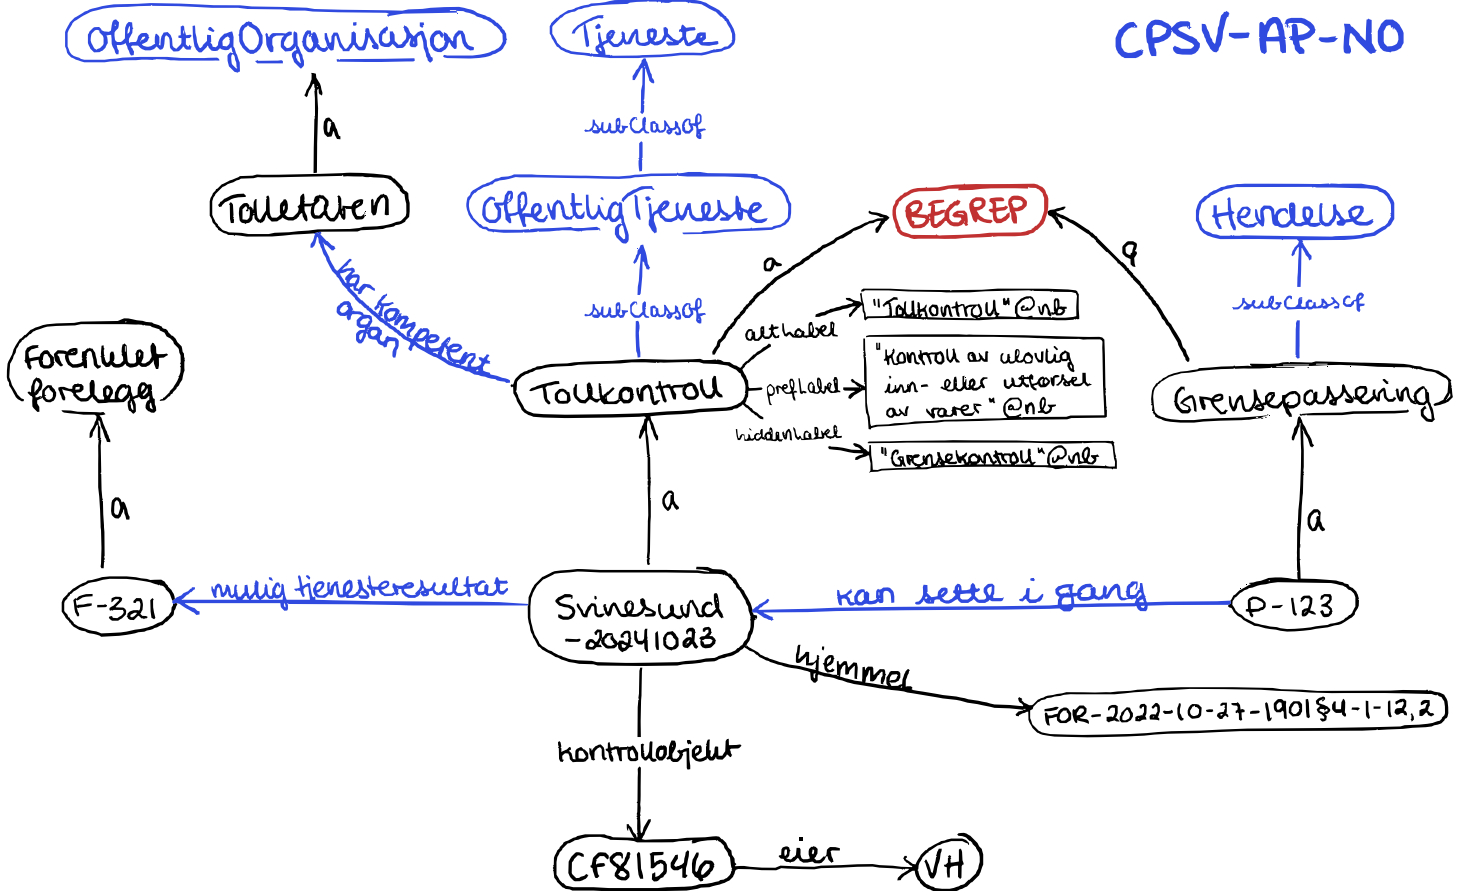 OffentligOrganisasjon
Tjeneste
CPSV-AP-NO
subClassOf
a
Tolletaten
OffentligTjeneste
BEGREP
Hendelse
a
a
har kompetent
organ
subClassOf
subClassOf
"Tollkontroll"@nb
altLabel
Forenklet
forelegg
Tollkontroll
prefLabel
"Kontroll av ulovlig
inn- eller utførsel
av varer"@nb
Grensepassering
hiddenLabel
"Grensekontroll"@nb
a
a
a
F-321
mulig tjenesteresultat
Svinesund
-20241023
kan sette i gang
P-123
hjemmel
FOR-2022-10-27-1901§4-1-12,2
kontrollobjekt
CF81546
eier
VH